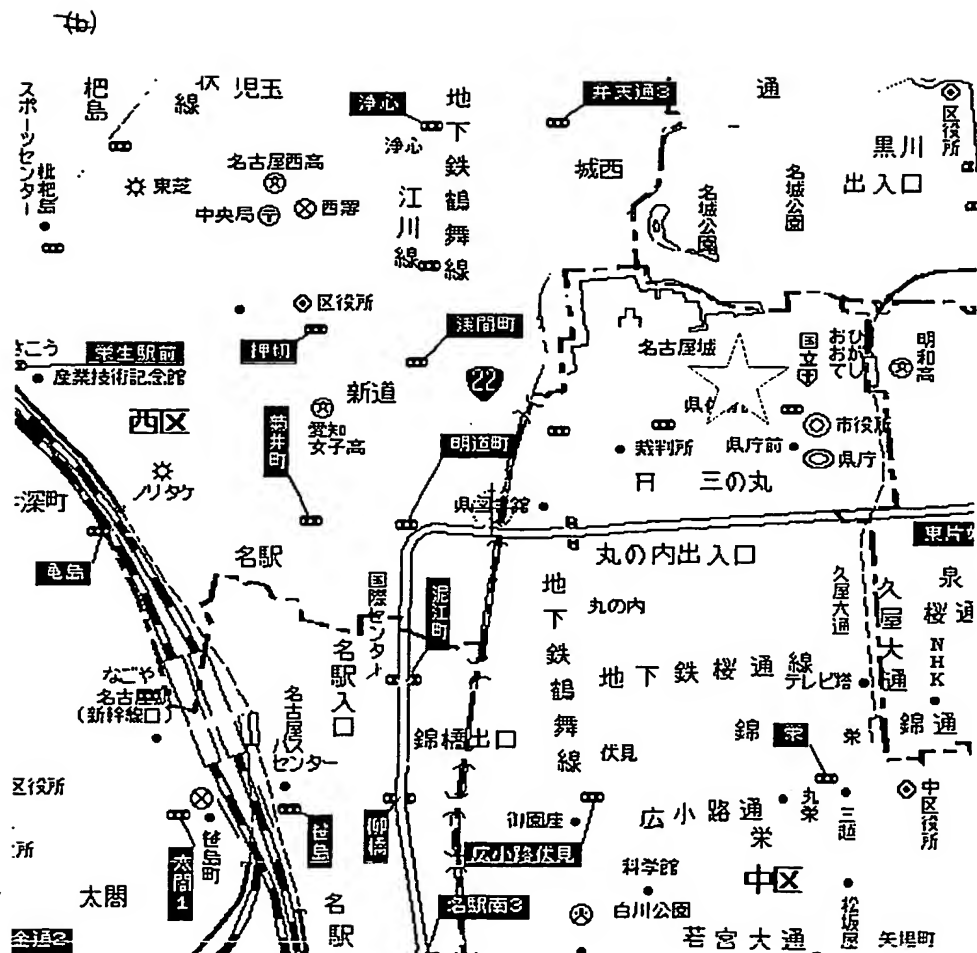 (b)
スポーツセンター
枇杷島
枇杷島
線
児玉
浄心
浄心
地下鉄鶴舞線
弁天通3
通
区役所
黒川
出入口
名古屋西高
東芝
中央局
西署
江川線
城西
名城公園
名城公園
区役所
浅間町
押切
栄生駅前
さこう
産業技術記念館
新道
22
名古屋城
国立
ひがし
おおて
明和高
西区
菊井町
愛知
女子高
明道町
裁判所
県庁前
市役所
県庁
ノリタケ
県図書館
三の丸
深町
亀島
名駅
国際センター
泥江町
丸の内出入口
丸の内
地下鉄鶴舞線
久屋大通
久屋大通
泉
桜通
NHK
東片
なごや
名古屋駅
(新幹線口)
名駅入口
名古屋バス
センター
地下鉄桜通線
テレビ塔
錦橋出口
伏見
錦
栄
栄
錦通
区役所
笹島町
笹島
柳橋
御園座
広小路伏見
広小路通
栄
丸栄
三越
中区役所
所
太閤1
太閤
名駅
名駅南3
科学館
白川公園
中区
松坂屋
若宮大通
矢場町